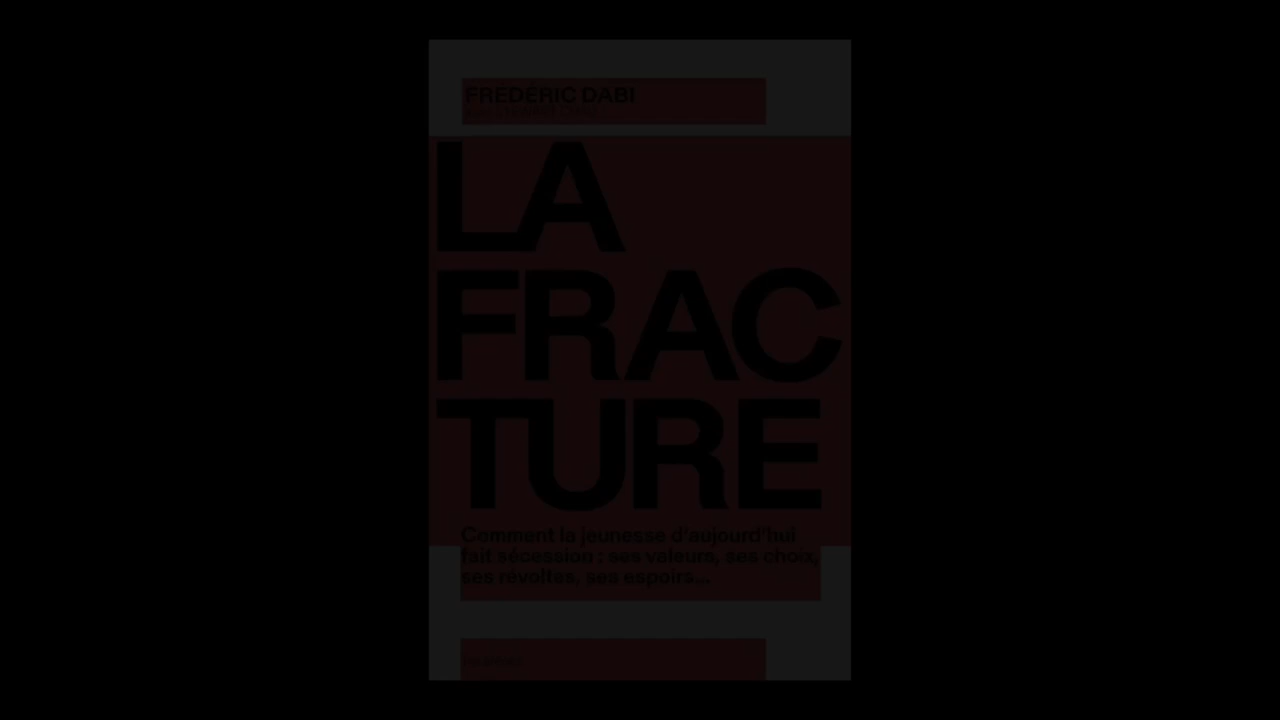 FRÉDÉRIC DABI
LA
FRAC
TURE
Comment la jeunesse d'aujourd'hui
fait sécession : ses valeurs, ses choix,
ses révoltes, ses espoirs...